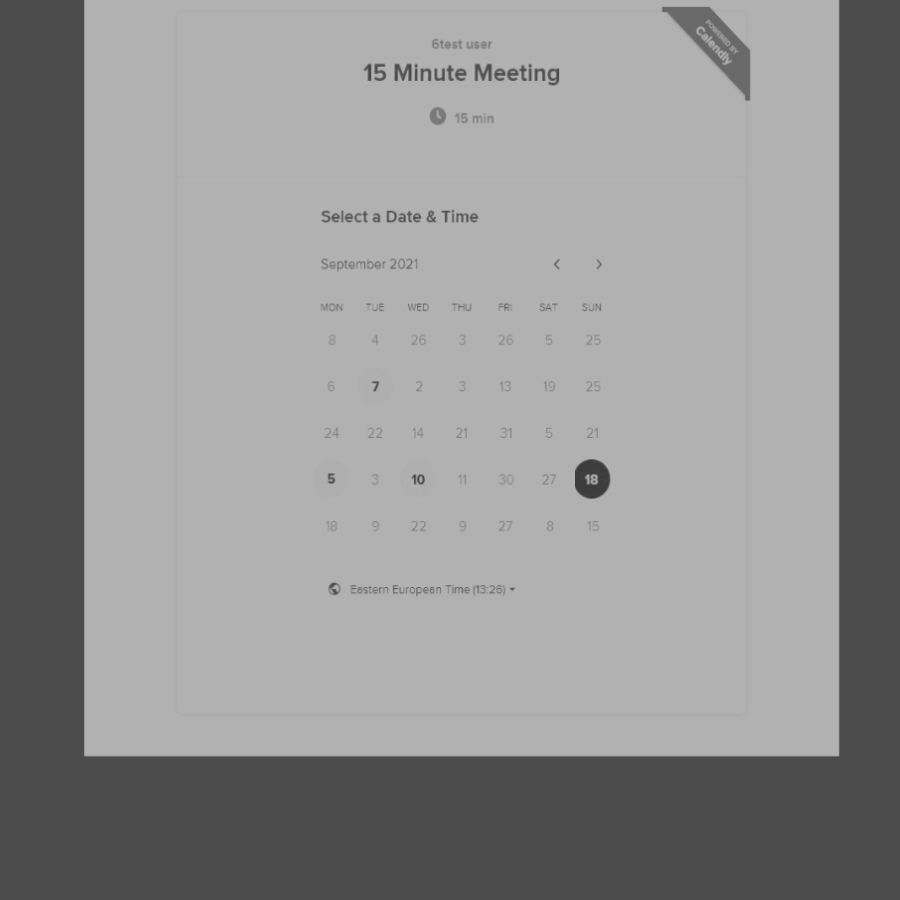 6test user
POWERED BY
Calendly
15 Minute Meeting
15 min
Select a Date & Time
September 2021
MON TUE WED THU FRI SAT SUN
8 4 26 3 26 5 25
6 7 2 3 13 19 25
24 22 14 21 31 5 21
5 3 10 11 30 27 18
18 9 22 9 27 8 15
Eastern European Time (13:26)